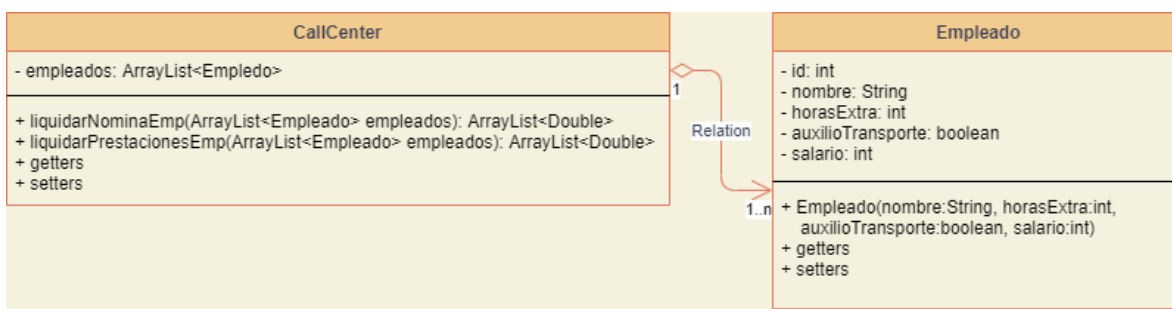 CallCenter
- empleados: ArrayList<Empledo>
+ liquidarNominaEmp(ArrayList<Empleado> empleados): ArrayList<Double>
+ liquidarPrestacionesEmp(ArrayList<Empleado> empleados): ArrayList<Double>
+ getters
+ setters
1
Relation
1..n
Empleado
- id: int
- nombre: String
- horasExtra: int
- auxilioTransporte: boolean
- salario: int
+ Empleado(nombre:String, horasExtra:int,
auxilioTransporte:boolean, salario:int)
+ getters
+ setters